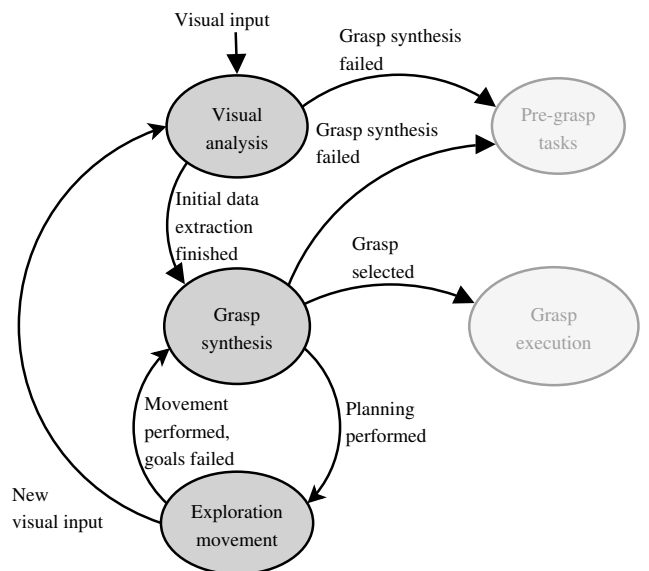 Visual input
Grasp synthesis
failed
Visual
analysis
Pre-grasp
tasks
Grasp synthesis
failed
Initial data
extraction
finished
Grasp
selected
Grasp
synthesis
Grasp
execution
Movement
performed,
goals failed
Planning
performed
New
visual input
Exploration
movement